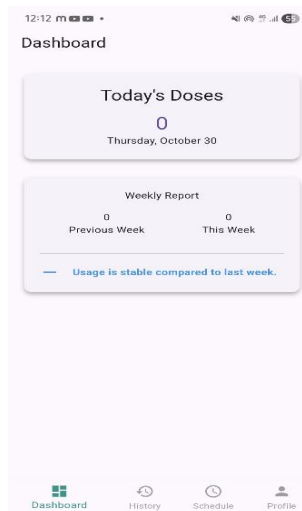 12:12
Dashboard
Today's Doses
0
Thursday, October 30
Weekly Report
0 0
Previous Week This Week
Usage is stable compared to last week.
Dashboard History Schedule Profile